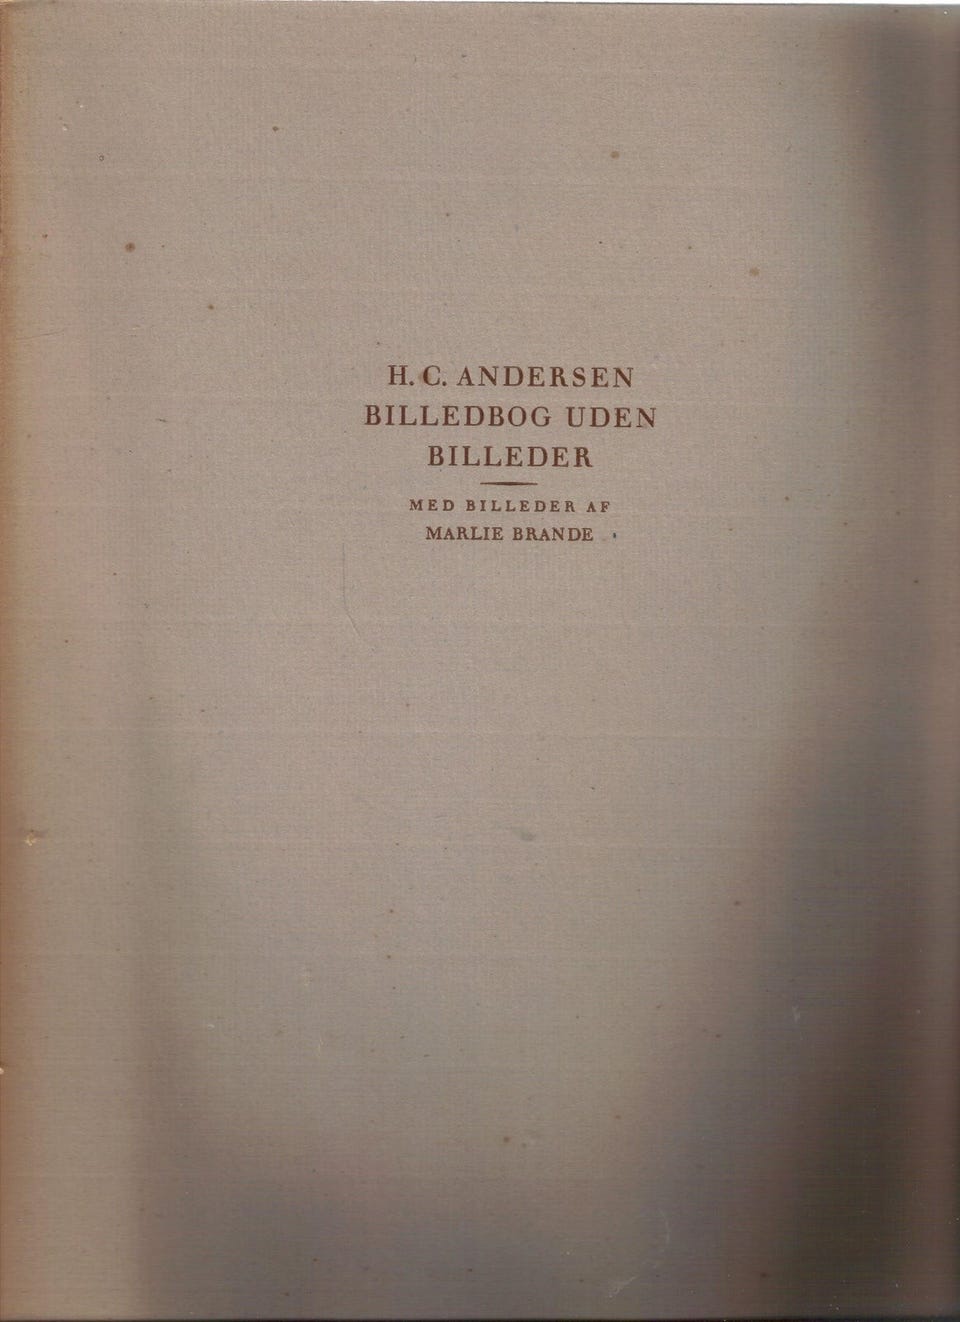 H. C. ANDERSEN
BILLEDBOG UDEN
BILLEDER
MED BILLEDER AF
MARLIE BRANDE